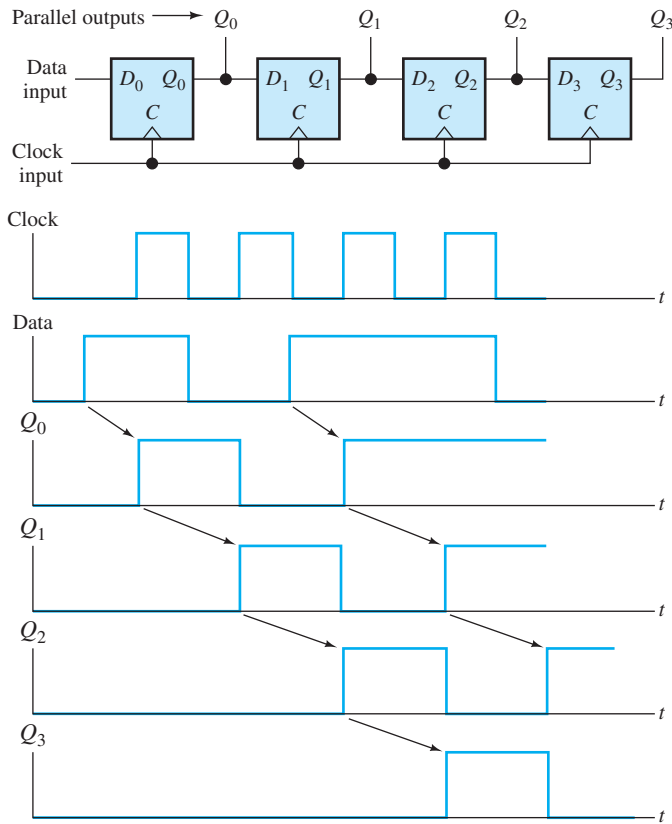 Parallel outputs Q0 Q1 Q2 Q3
Data input
D0 Q0 D1 Q1 D2 Q2 D3 Q3
C C C C
Clock input
Clock
t
Data
t
Q0
t
Q1
t
Q2
t
Q3
t